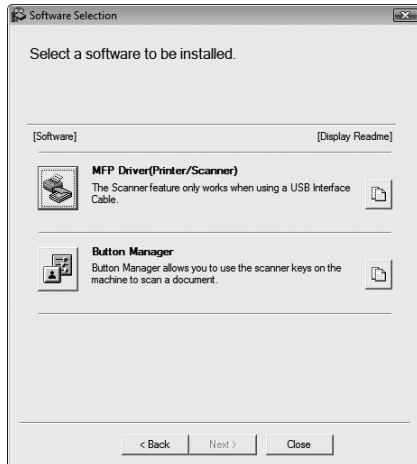 Software Selection
Select a software to be installed.
[Software] [Display Readme]
MFP Driver(Printer/Scanner)
The Scanner feature only works when using a USB Interface
Cable.
Button Manager
Button Manager allows you to use the scanner keys on the
machine to scan a document.
< Back Next > Close